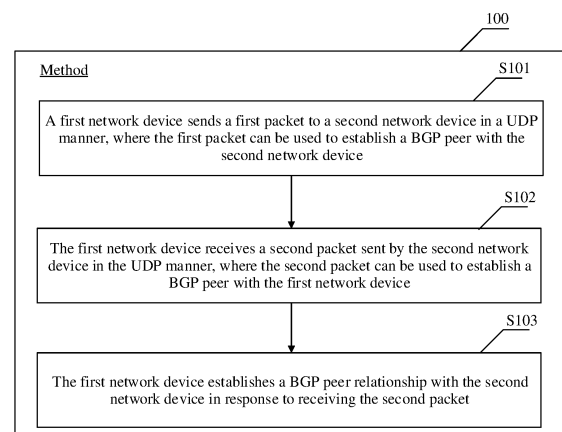 100
Method
S101
A first network device sends a first packet to a second network device in a UDP
manner, where the first packet can be used to establish a BGP peer with the
second network device
S102
The first network device receives a second packet sent by the second network
device in the UDP manner, where the second packet can be used to establish a
BGP peer with the first network device
S103
The first network device establishes a BGP peer relationship with the second
network device in response to receiving the second packet